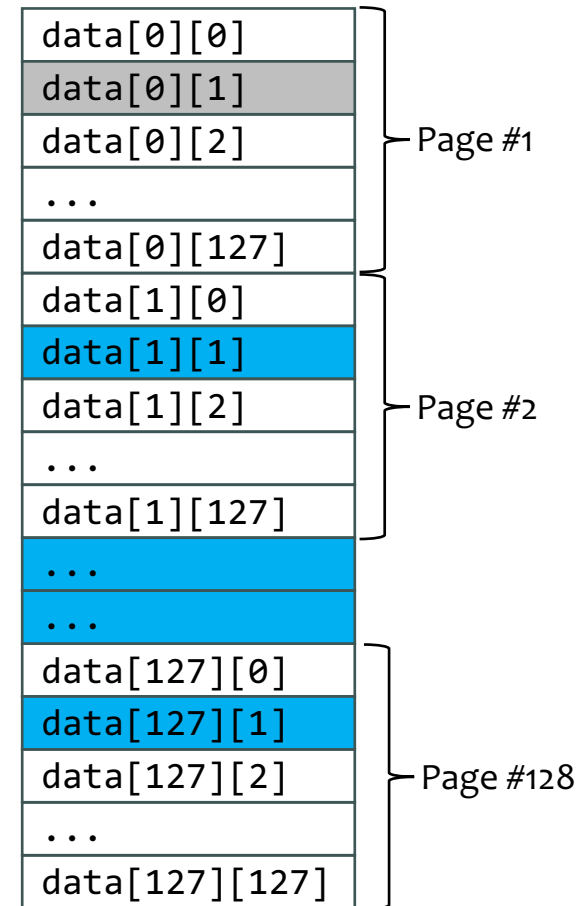 data[0][0]
data[0][1]
data[0][2]
Page #1
...
data[0][127]
data[1][0]
data[1][1]
data[1][2]
Page #2
...
data[1][127]
...
...
data[127][0]
data[127][1]
data[127][2]
Page #128
...
data[127][127]